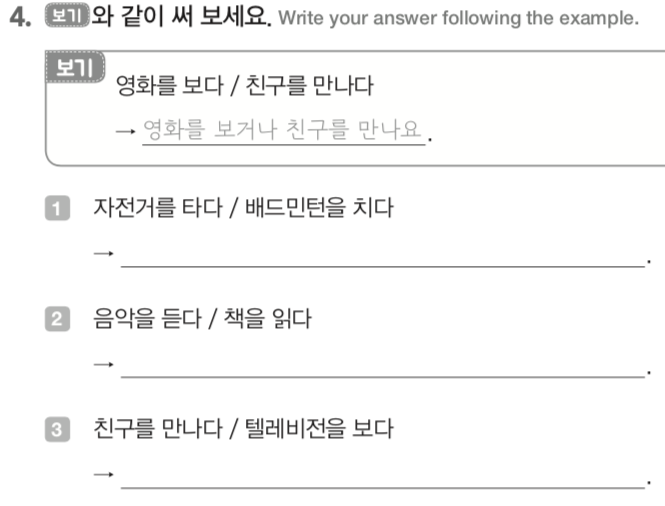 4. 보기 와 같이 써 보세요. Write your answer following the example.
보기
영화를 보다 / 친구를 만나다
→ 영화를 보거나 친구를 만나요.
1 자전거를 타다 / 배드민턴을 치다
→ .
2 음악을 듣다 / 책을 읽다
→ .
3 친구를 만나다 / 텔레비전을 보다
→ .